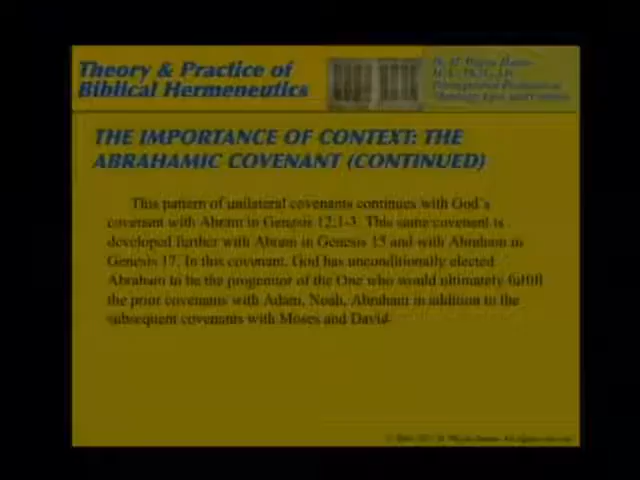 Theory & Practice of
Biblical Hermeneutics
THE IMPORTANCE OF CONTEXT: THE
ABRAHAMIC COVENANT (CONTINUED)
This pattern of unilateral covenants continues with God's
covenant with Abram in Genesis 12:1-3. This same covenant is
developed further with Abram in Genesis 15 and with Abraham in
Genesis 17. In this covenant, God has unconditionally elected
Abraham to be the progenitor of the One who would ultimately fulfill
the prior covenants with Adam, Noah, Abraham in addition to the
subsequent covenants with Moses and David